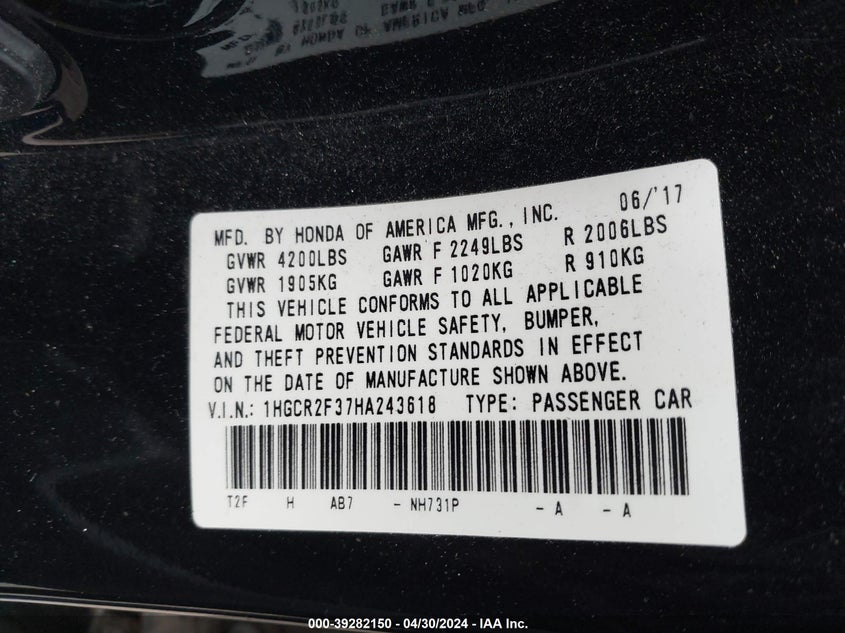 06/'17
MFD. BY HONDA OF AMERICA MFG., INC.
GVWR 4200LBS GAWR F 2249LBS R 2006LBS
GVWR 1905KG GAWR F 1020KG R 910KG
THIS VEHICLE CONFORMS TO ALL APPLICABLE
FEDERAL MOTOR VEHICLE SAFETY, BUMPER,
AND THEFT PREVENTION STANDARDS IN EFFECT
ON THE DATE OF MANUFACTURE SHOWN ABOVE.
V.I.N.: 1HGCR2F37HA243618 TYPE: PASSENGER CAR
T2F H AB7 - NH731P - A - A
000-39282150 - 04/30/2024 - IAA Inc.